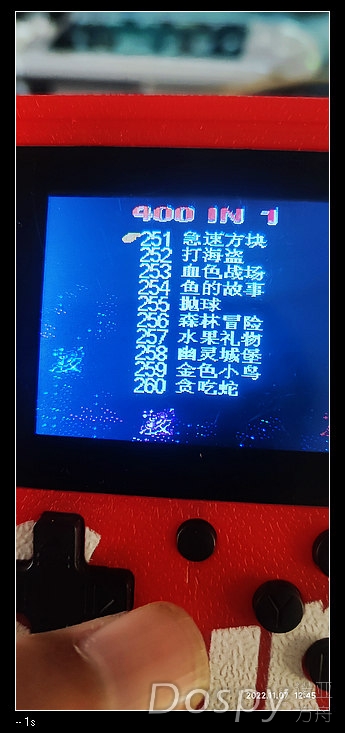 400 IN 1
251 急速方块
252 打海盗
253 血色战场
254 鱼的故事
255 抛球
256 森林冒险
257 水果礼物
258 幽灵城堡
259 金色小鸟
260 贪吃蛇
Y
Dospy
2022.11.07 12:45
-- 1s